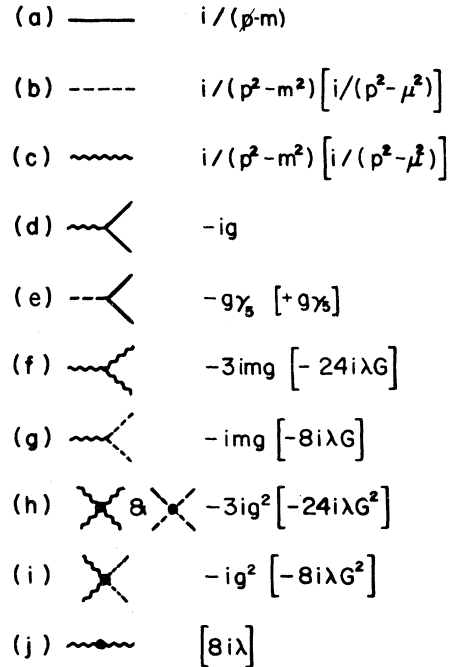 (a) i/(p̸-m)
(b) i/(p²-m²)[i/(p²-μ²)]
(c) i/(p²-m²)[i/(p²-μ²)]
(d) -ig
(e) -gγ₅ [+gγ₅]
(f) -3img [-24iλG]
(g) -img [-8iλG]
(h) & -3ig² [-24iλG²]
(i) -ig² [-8iλG²]
(j) [8iλ]